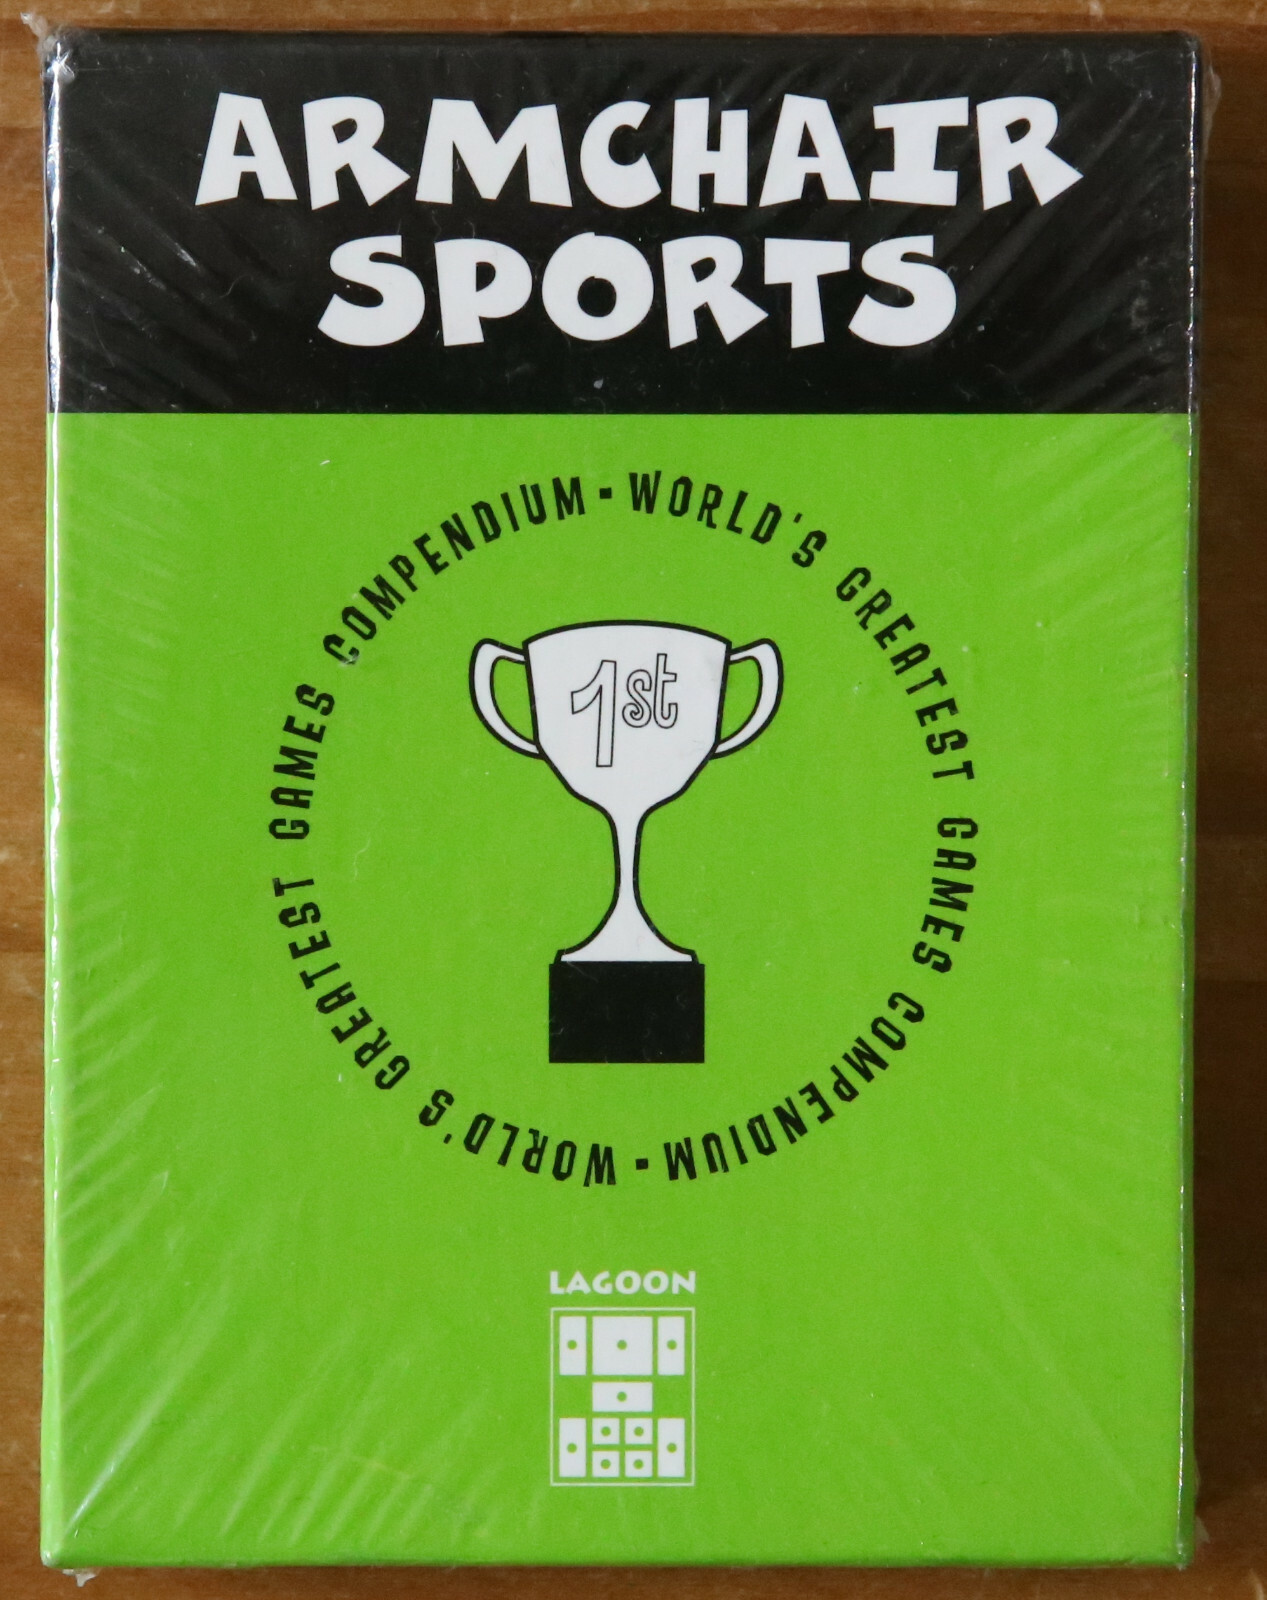 ARMCHAIR
SPORTS
WORLD'S GREATEST GAMES COMPENDIUM - WORLD'S GREATEST GAMES COMPENDIUM -
1st
LAGOON